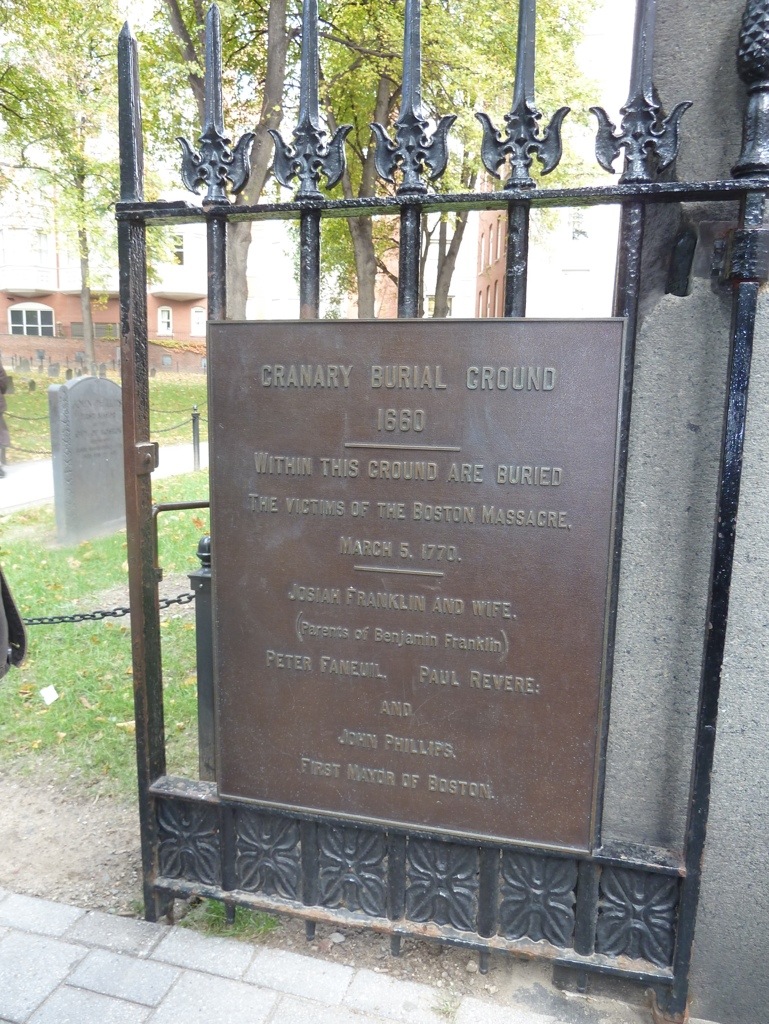 GRANARY BURIAL GROUND
1660
WITHIN THIS GROUND ARE BURIED
THE VICTIMS OF THE BOSTON MASSACRE,
MARCH 5, 1770.
JOSIAH FRANKLIN AND WIFE,
(Parents of Benjamin Franklin)
PETER FANEUIL, PAUL REVERE;
AND
JOHN PHILLIPS,
FIRST MAYOR OF BOSTON.